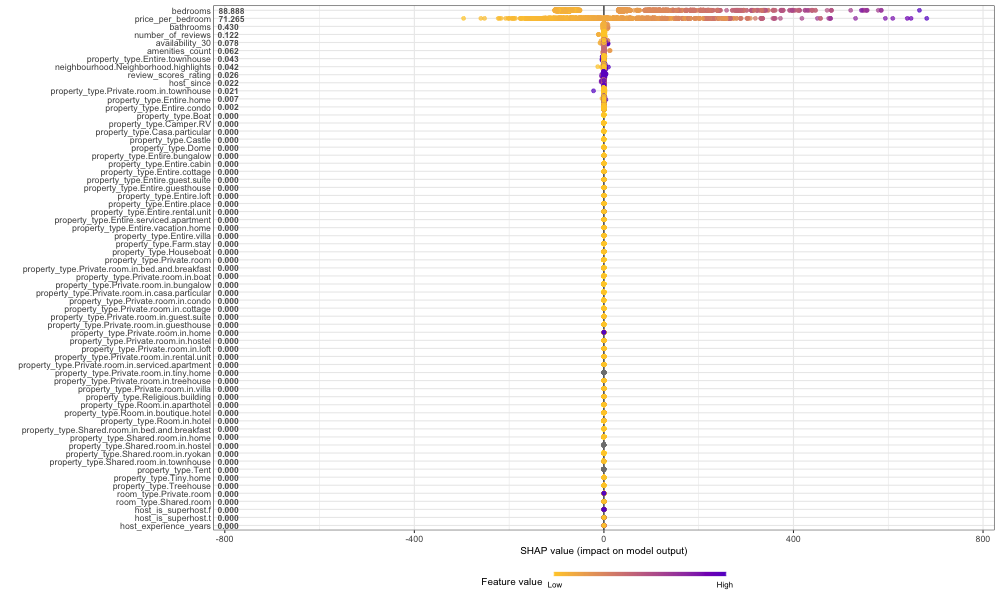 bedrooms 88.888
price_per_bedroom 71.265
bathrooms 0.430
number_of_reviews 0.122
availability_30 0.078
amenities_count 0.062
property_type.Entire.townhouse 0.043
neighbourhood.Neighborhood.highlights 0.042
review_scores_rating 0.026
host_since 0.022
property_type.Private.room.in.townhouse 0.021
property_type.Entire.home 0.007
property_type.Entire.condo 0.002
property_type.Boat 0.000
property_type.Camper.RV 0.000
property_type.Casa.particular 0.000
property_type.Castle 0.000
property_type.Dome 0.000
property_type.Entire.bungalow 0.000
property_type.Entire.cabin 0.000
property_type.Entire.cottage 0.000
property_type.Entire.guest.suite 0.000
property_type.Entire.guesthouse 0.000
property_type.Entire.loft 0.000
property_type.Entire.place 0.000
property_type.Entire.rental.unit 0.000
property_type.Entire.serviced.apartment 0.000
property_type.Entire.vacation.home 0.000
property_type.Entire.villa 0.000
property_type.Farm.stay 0.000
property_type.Houseboat 0.000
property_type.Private.room 0.000
property_type.Private.room.in.bed.and.breakfast 0.000
property_type.Private.room.in.boat 0.000
property_type.Private.room.in.bungalow 0.000
property_type.Private.room.in.casa.particular 0.000
property_type.Private.room.in.condo 0.000
property_type.Private.room.in.cottage 0.000
property_type.Private.room.in.guest.suite 0.000
property_type.Private.room.in.guesthouse 0.000
property_type.Private.room.in.home 0.000
property_type.Private.room.in.hostel 0.000
property_type.Private.room.in.loft 0.000
property_type.Private.room.in.rental.unit 0.000
property_type.Private.room.in.serviced.apartment 0.000
property_type.Private.room.in.tiny.home 0.000
property_type.Private.room.in.treehouse 0.000
property_type.Private.room.in.villa 0.000
property_type.Religious.building 0.000
property_type.Room.in.aparthotel 0.000
property_type.Room.in.boutique.hotel 0.000
property_type.Room.in.hotel 0.000
property_type.Shared.room.in.bed.and.breakfast 0.000
property_type.Shared.room.in.home 0.000
property_type.Shared.room.in.hostel 0.000
property_type.Shared.room.in.ryokan 0.000
property_type.Shared.room.in.townhouse 0.000
property_type.Tent 0.000
property_type.Tiny.home 0.000
property_type.Treehouse 0.000
room_type.Private.room 0.000
room_type.Shared.room 0.000
host_is_superhost.f 0.000
host_is_superhost.t 0.000
host_experience_years 0.000
-800 -400 0 400 800
SHAP value (impact on model output)
Feature value Low High